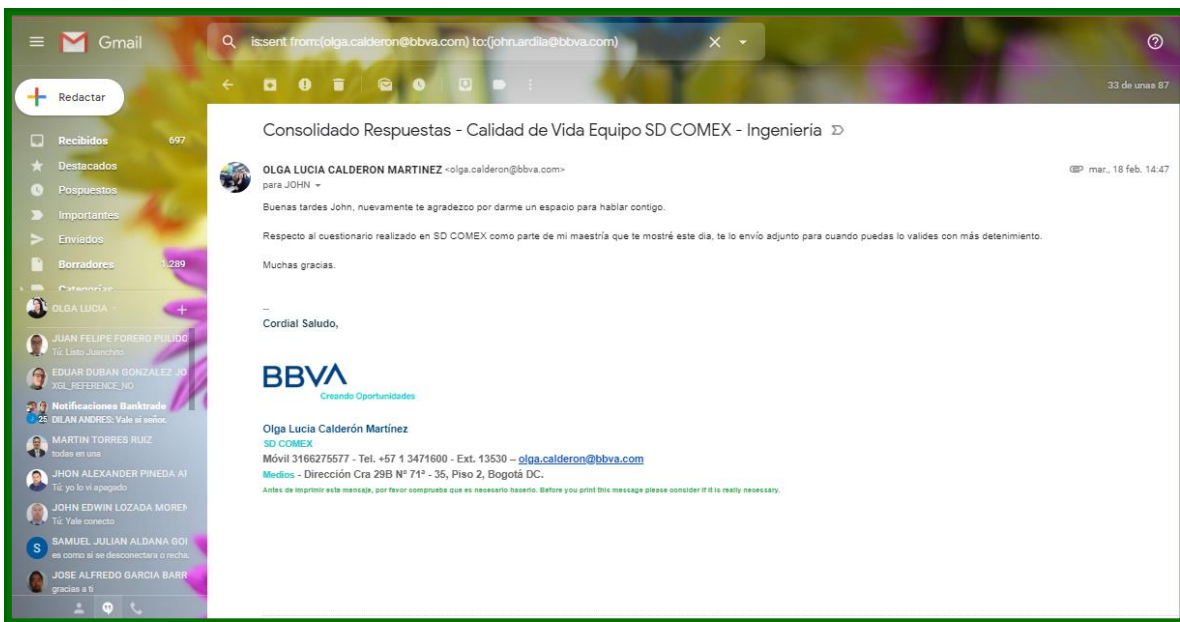 Gmail
is:sent from:(olga.calderon@bbva.com) to:(john.ardila@bbva.com)
Redactar
33 de unas 87
Recibidos 697
Destacados
Pospuestos
Importantes
Enviados
Borradores 1.289
Categorías
OLGA LUCIA
JUAN FELIPE FORERO PULIDO
Tú: Listo Juanchito
EDUAR DUBAN GONZALEZ JO
XGL_REFERENCE_NO
Notificaciones Banktrade
25 DILAN ANDRES: Vale si señor.
MARTIN TORRES RUIZ
todas en una
JHON ALEXANDER PINEDA AI
Tú: yo lo vi apagado
JOHN EDWIN LOZADA MOREN
Tú: Yale conecto
S
SAMUEL JULIAN ALDANA GOI
es como si se desconectara o recha.
JOSE ALFREDO GARCIA BARR
gracias a ti
Consolidado Respuestas - Calidad de Vida Equipo SD COMEX - Ingeniería
OLGA LUCIA CALDERON MARTINEZ <olga.calderon@bbva.com>
mar., 18 feb. 14:47
para JOHN
Buenas tardes John, nuevamente te agradezco por darme un espacio para hablar contigo.
Respecto al cuestionario realizado en SD COMEX como parte de mi maestría que te mostré este dia, te lo envío adjunto para cuando puedas lo valides con más detenimiento.
Muchas gracias.
--
Cordial Saludo,
BBVA
Creando Oportunidades
Olga Lucia Calderón Martínez
SD COMEX
Móvil 3166275577 - Tel. +57 1 3471600 - Ext. 13530 – olga.calderon@bbva.com
Medios - Dirección Cra 29B Nº 71ª - 35, Piso 2, Bogotá DC.
Antes de imprimir este mensaje, por favor compruebe que es necesario hacerlo. Before you print this message please consider if it is really necessary.